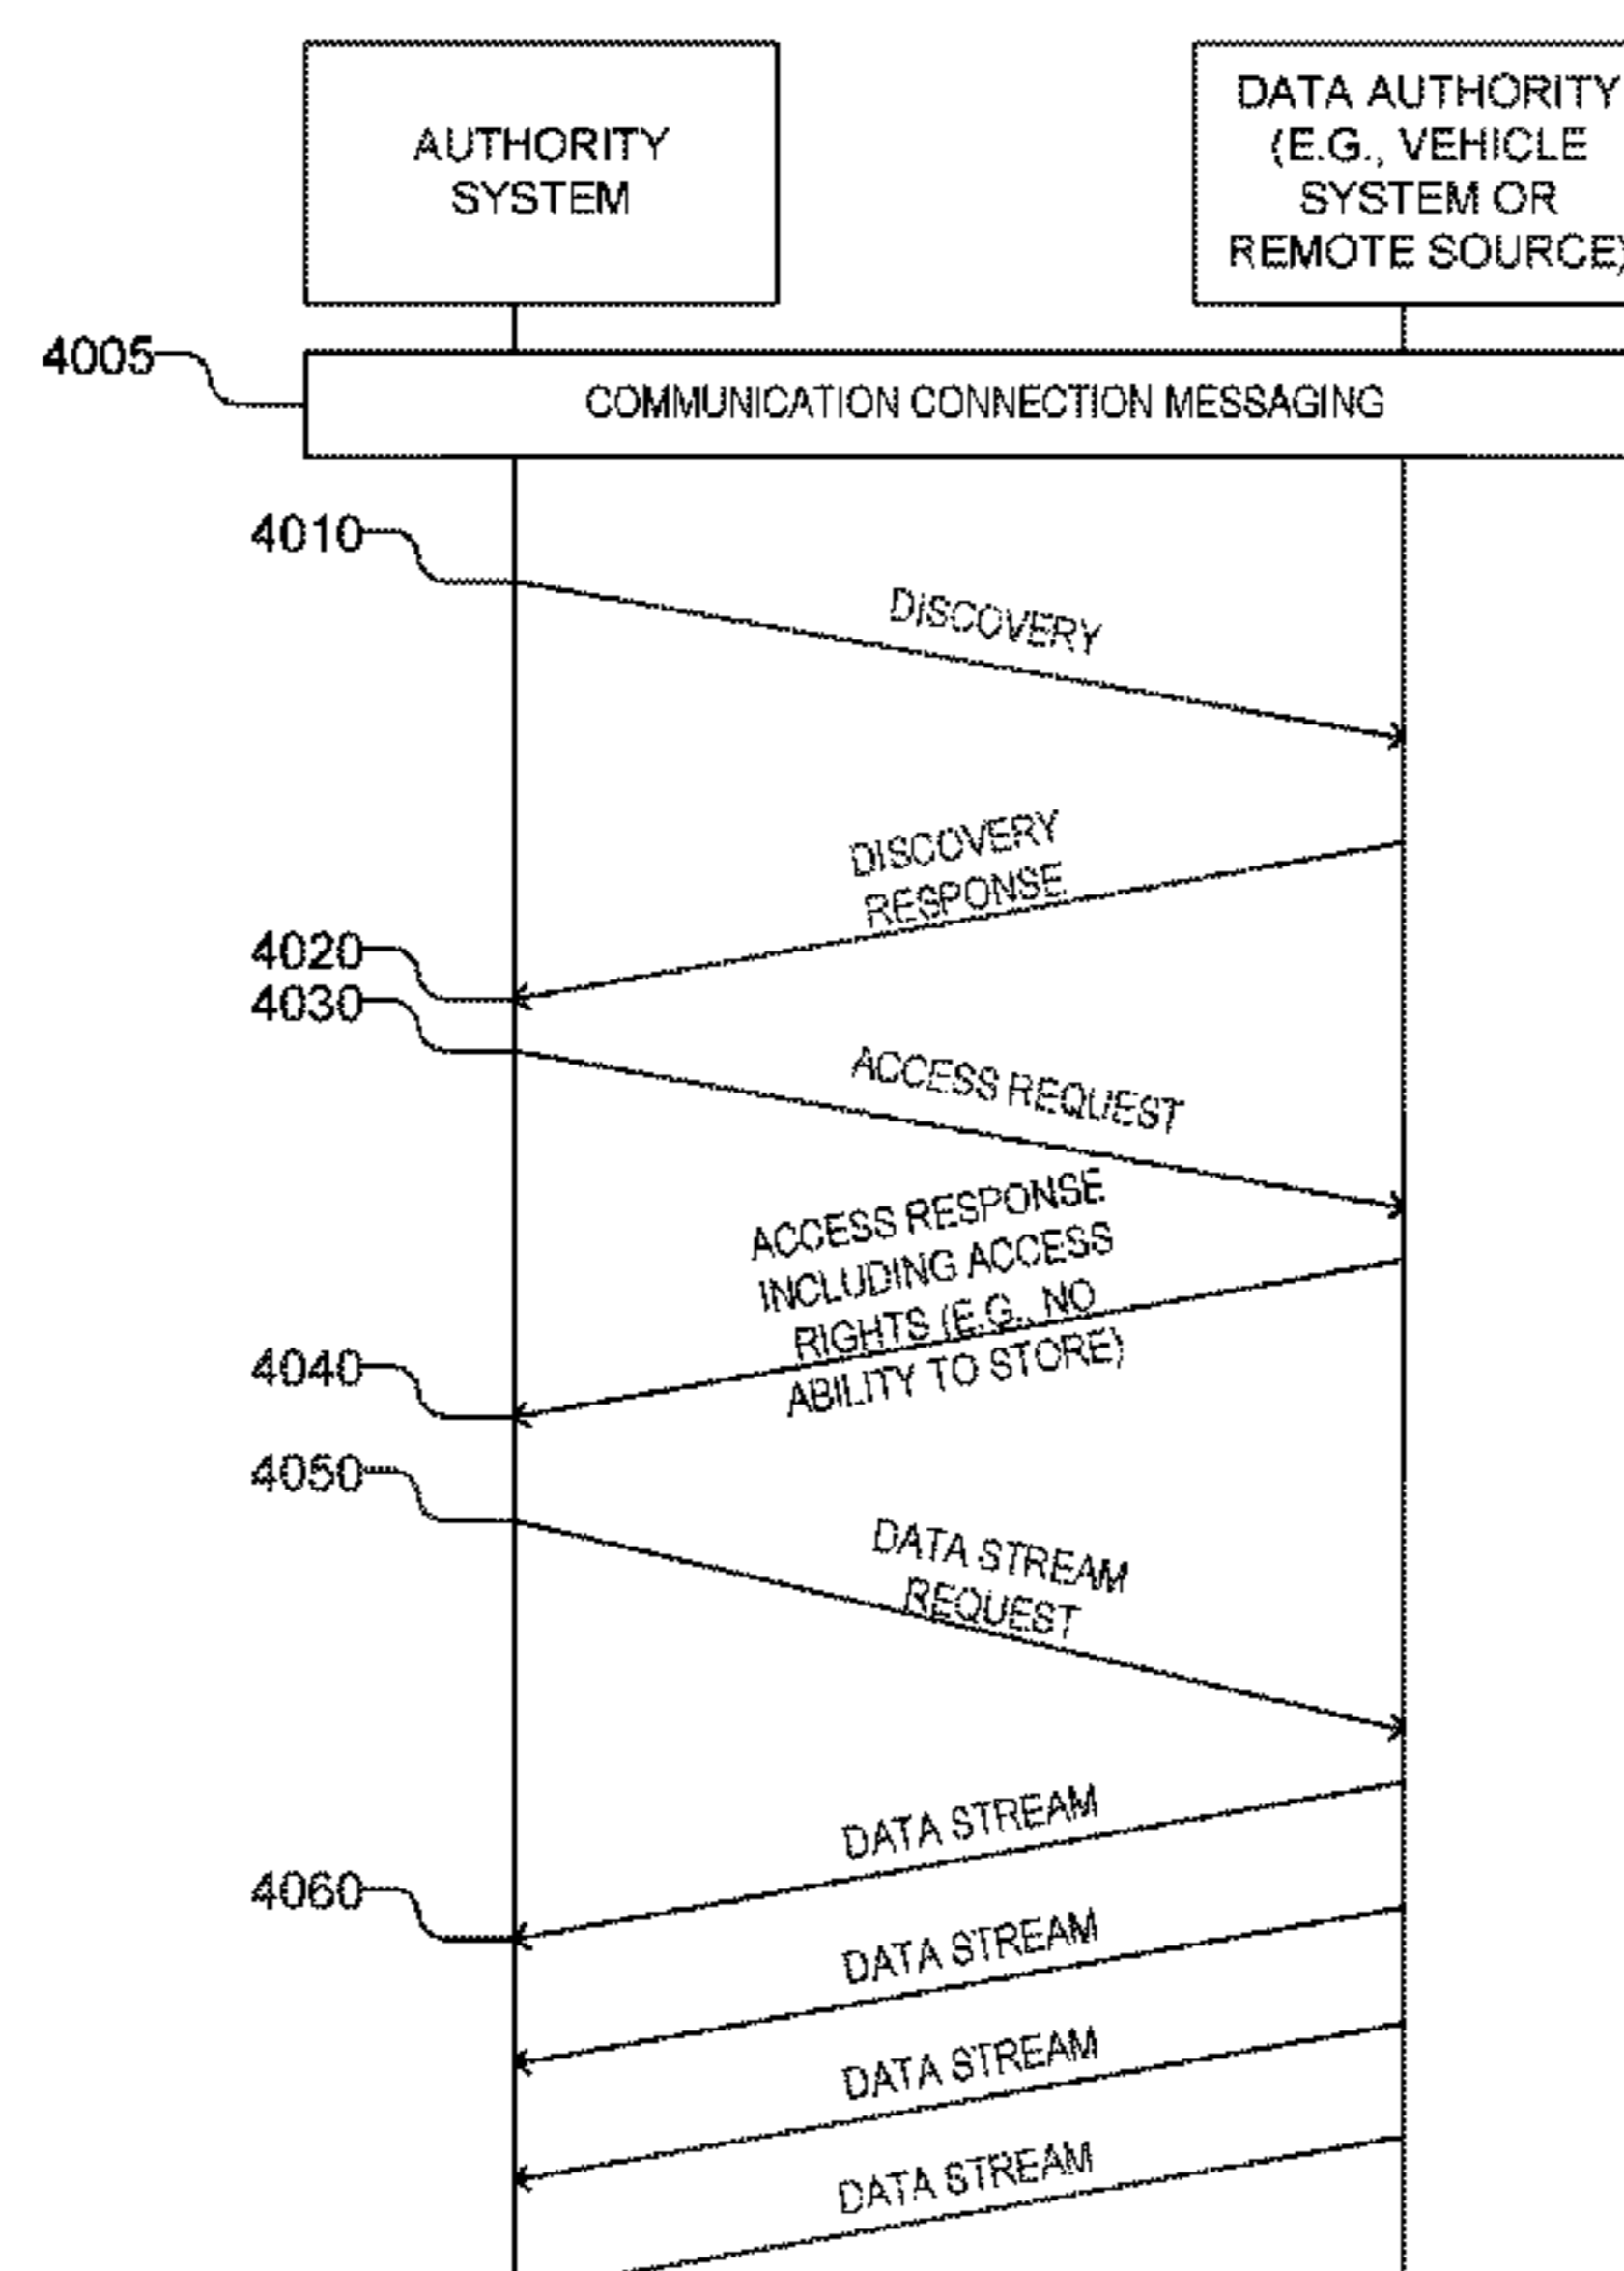 AUTHORITY
SYSTEM
DATA AUTHORITY
(E.G., VEHICLE
SYSTEM OR
REMOTE SOURCE)
4005
COMMUNICATION CONNECTION MESSAGING
4010
DISCOVERY
DISCOVERY
RESPONSE
4020
4030
ACCESS REQUEST
ACCESS RESPONSE
INCLUDING ACCESS
RIGHTS (E.G., NO
ABILITY TO STORE)
4040
4050
DATA STREAM
REQUEST
DATA STREAM
4060
DATA STREAM
DATA STREAM
DATA STREAM